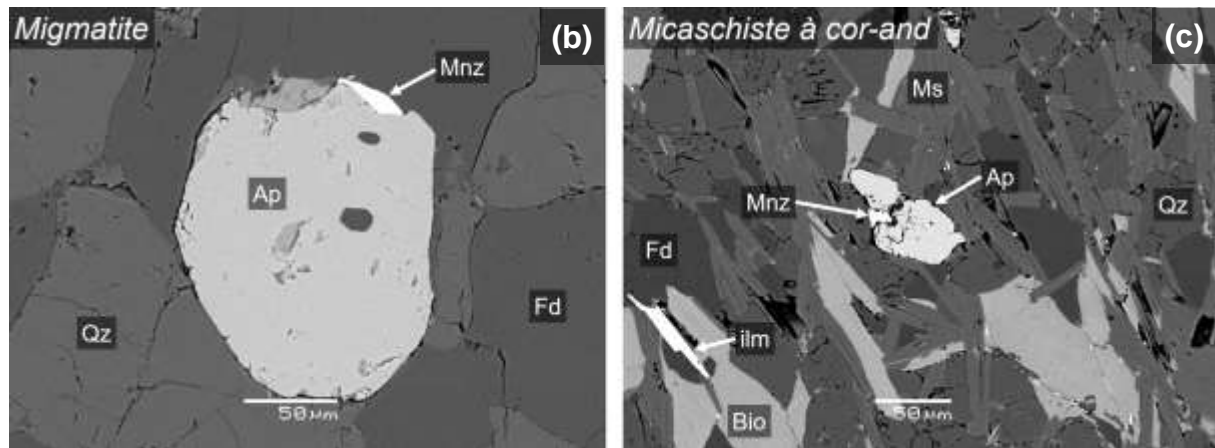 Migmatite
(b)
Mnz
Ap
Qz
Fd
50 µm
Micaschiste à cor-and
(c)
Ms
Ap
Mnz
Qz
Fd
ilm
Bio
50 µm